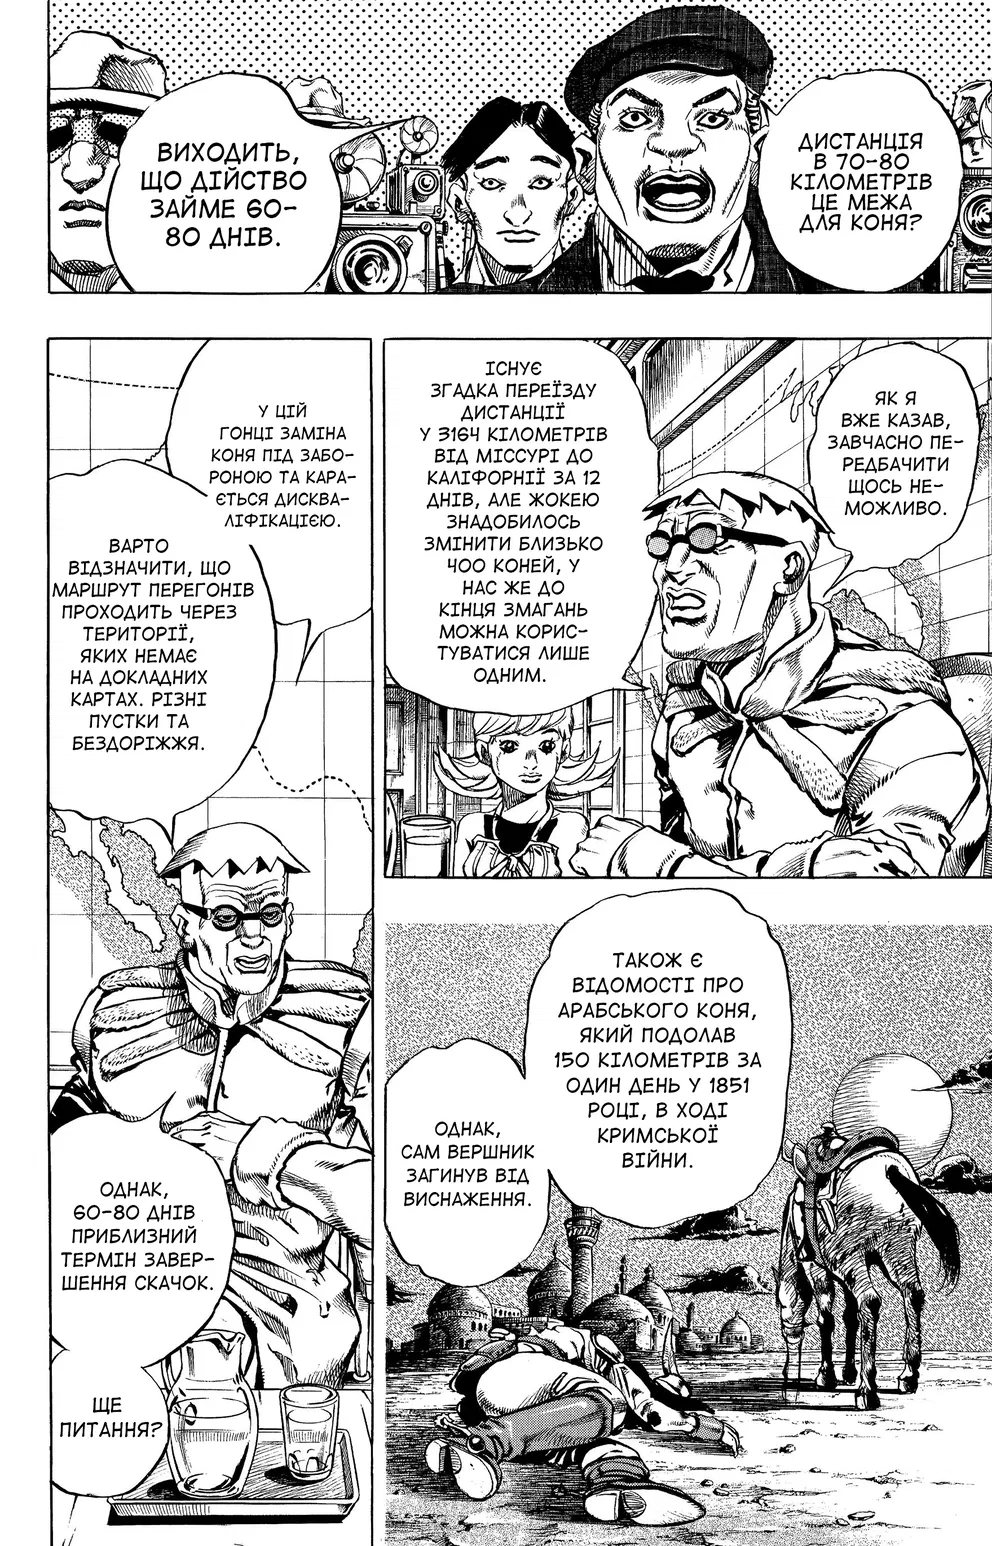 ДИСТАНЦІЯ
В 70-80
КІЛОМЕТРІВ
ЦЕ МЕЖА
ДЛЯ КОНЯ?
ВИХОДИТЬ,
ЩО ДІЙСТВО
ЗАЙМЕ 60-
80 ДНІВ.
ЯК Я
ВЖЕ КАЗАВ,
ЗАВЧАСНО ПЕ-
РЕДБАЧИТИ
ЩОСЬ НЕ-
МОЖЛИВО.
ІСНУЄ
ЗГАДКА ПЕРЕЇЗДУ
ДИСТАНЦІЇ
У 3164 КІЛОМЕТРІВ
ВІД МІССУРІ ДО
КАЛІФОРНІЇ ЗА 12
ДНІВ, АЛЕ ЖОКЕЮ
ЗНАДОБИЛОСЬ
ЗМІНИТИ БЛИЗЬКО
400 КОНЕЙ, У
НАС ЖЕ ДО
КІНЦЯ ЗМАГАНЬ
МОЖНА КОРИС-
ТУВАТИСЯ ЛИШЕ
ОДНИМ.
ТАКОЖ Є
ВІДОМОСТІ ПРО
АРАБСЬКОГО КОНЯ,
ЯКИЙ ПОДОЛАВ
150 КІЛОМЕТРІВ ЗА
ОДИН ДЕНЬ У 1851
РОЦІ, В ХОДІ
КРИМСЬКОЇ
ВІЙНИ.
ОДНАК,
САМ ВЕРШНИК
ЗАГИНУВ ВІД
ВИСНАЖЕННЯ.
У ЦІЙ
ГОНЦІ ЗАМІНА
КОНЯ ПІД ЗАБО-
РОНОЮ ТА КАРА-
ЄТЬСЯ ДИСКВА-
ЛІФІКАЦІЄЮ.
ВАРТО
ВІДЗНАЧИТИ, ЩО
МАРШРУТ ПЕРЕГОНІВ
ПРОХОДИТЬ ЧЕРЕЗ
ТЕРИТОРІЇ,
ЯКИХ НЕМАЄ
НА ДОКЛАДНИХ
КАРТАХ. РІЗНІ
ПУСТКИ ТА
БЕЗДОРІЖЖЯ.
ОДНАК,
60-80 ДНІВ
ПРИБЛИЗНИЙ
ТЕРМІН ЗАВЕР-
ШЕННЯ СКАЧОК.
ЩЕ
ПИТАННЯ?